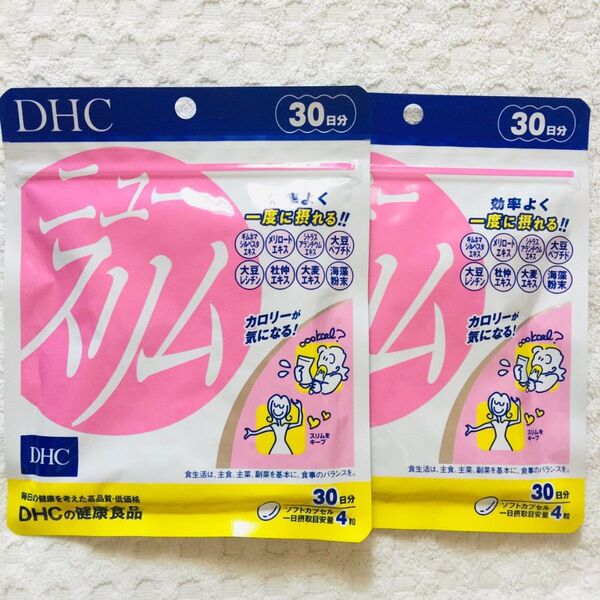 DHC
30日分
ニュー
スリム
効率よく
一度に摂れる!!
ギムネマ
シルベスタ
エキス
メリロート
エキス
シトラス
アランチウム
エキス
大豆
ペプチド
大豆
レシチン
杜仲
エキス
大麦
エキス
海藻
粉末
カロリーが
気になる!
スリムを
キープ
食生活は、主食、主菜、副菜を基本に、食事のバランスを。
DHC
毎日の健康を考えた高品質・低価格
DHCの健康食品
30日分
ソフトカプセル
一日摂取目安量4粒
30日分
ー
効率よく
一度に摂れる!!
ギムネマ
シルベスタ
エキス
メリロート
エキス
シトラス
アランチウム
エキス
大豆
ペプチド
大豆
レシチン
杜仲
エキス
大麦
エキス
海藻
粉末
カロリーが
気になる!
スリムを
キープ
食生活は、主食、主菜、副菜を基本に、食事のバランスを。
30日分
ソフトカプセル
一日摂取目安量4粒